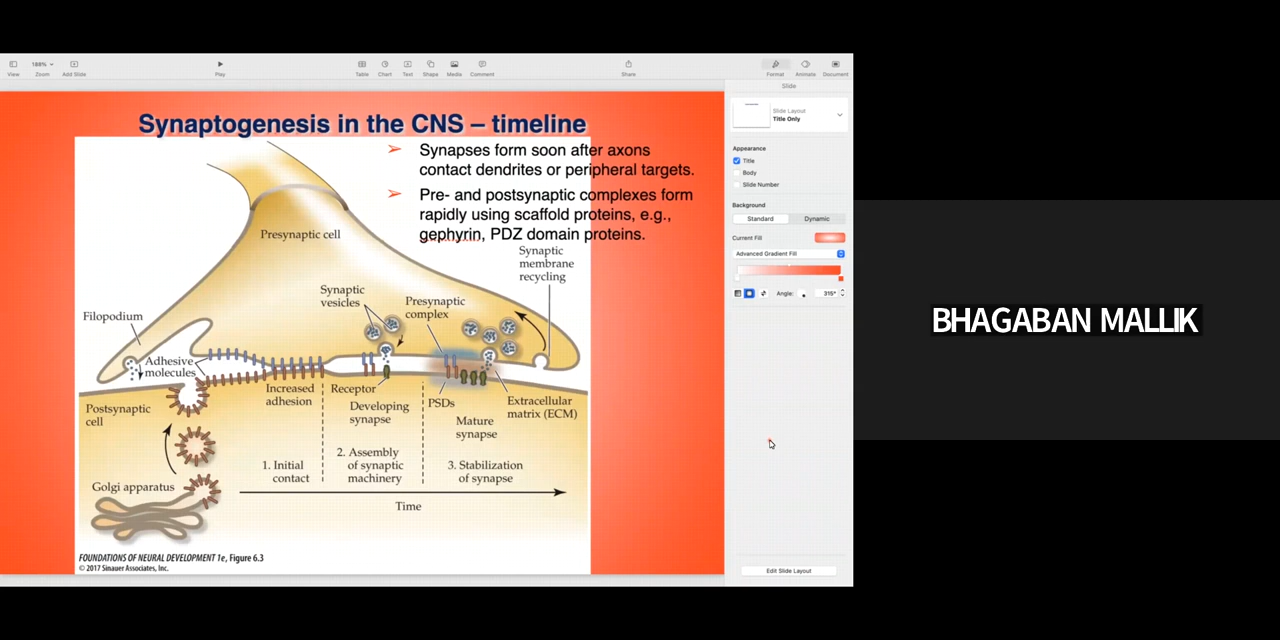 View
188%
Zoom
Add Slide
Play
Table
Chart
Text
Shape
Media
Comment
Share
Format
Animate
Document
Synaptogenesis in the CNS – timeline
➢ Synapses form soon after axons
contact dendrites or peripheral targets.
➢ Pre- and postsynaptic complexes form
rapidly using scaffold proteins, e.g.,
gephyrin, PDZ domain proteins.
Presynaptic cell
Synaptic
membrane
recycling
Synaptic
vesicles
Presynaptic
complex
Filopodium
Adhesive
molecules
Increased
adhesion
Receptor
Developing
synapse
PSDs
Mature
synapse
Extracellular
matrix (ECM)
Postsynaptic
cell
1. Initial
contact
2. Assembly
of synaptic
machinery
3. Stabilization
of synapse
Golgi apparatus
Time
FOUNDATIONS OF NEURAL DEVELOPMENT 1e, Figure 6.3
© 2017 Sinauer Associates, Inc.
Slide
Slide Layout
Title Only
Appearance
Title
Body
Slide Number
Background
Standard
Dynamic
Current Fill
Advanced Gradient Fill
Angle:
315°
Edit Slide Layout
BHAGABAN MALLIK